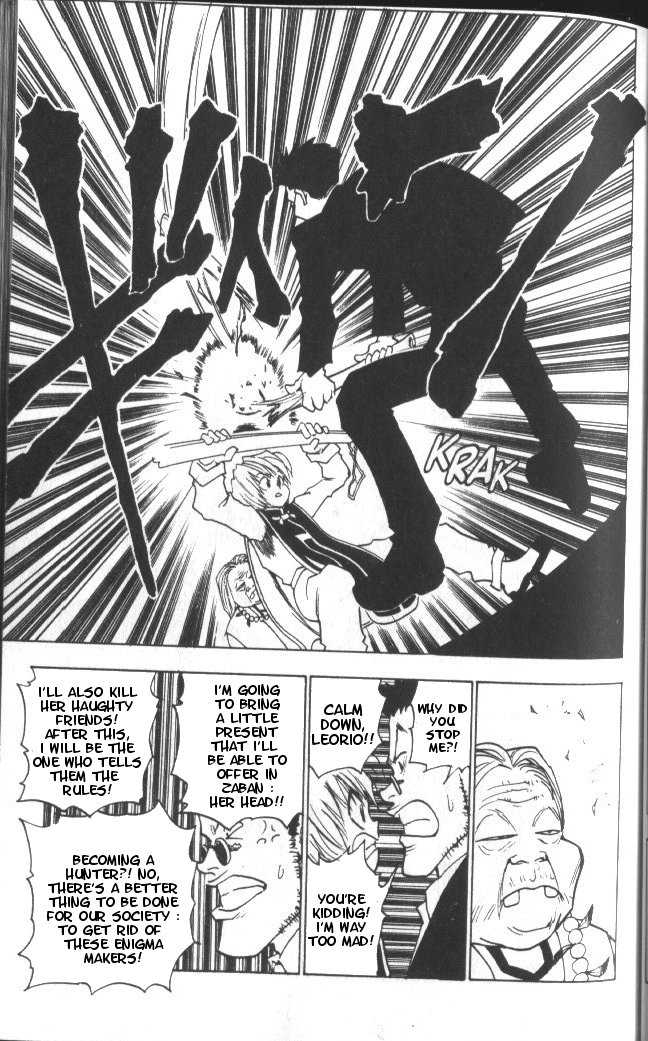 KRAK
WHY DID
YOU
STOP
ME?!
CALM
DOWN,
LEORIO!!
YOU'RE
KIDDING!
I'M WAY
TOO MAD!
I'M GOING
TO BRING
A LITTLE
PRESENT
THAT I'LL
BE ABLE TO
OFFER IN
ZABAN :
HER HEAD!!
I'LL ALSO KILL
HER HAUGHTY
FRIENDS!
AFTER THIS,
I WILL BE THE
ONE WHO TELLS
THEM THE
RULES!
BECOMING A
HUNTER?! NO,
THERE'S A BETTER
THING TO BE DONE
FOR OUR SOCIETY :
TO GET RID OF
THESE ENIGMA
MAKERS!